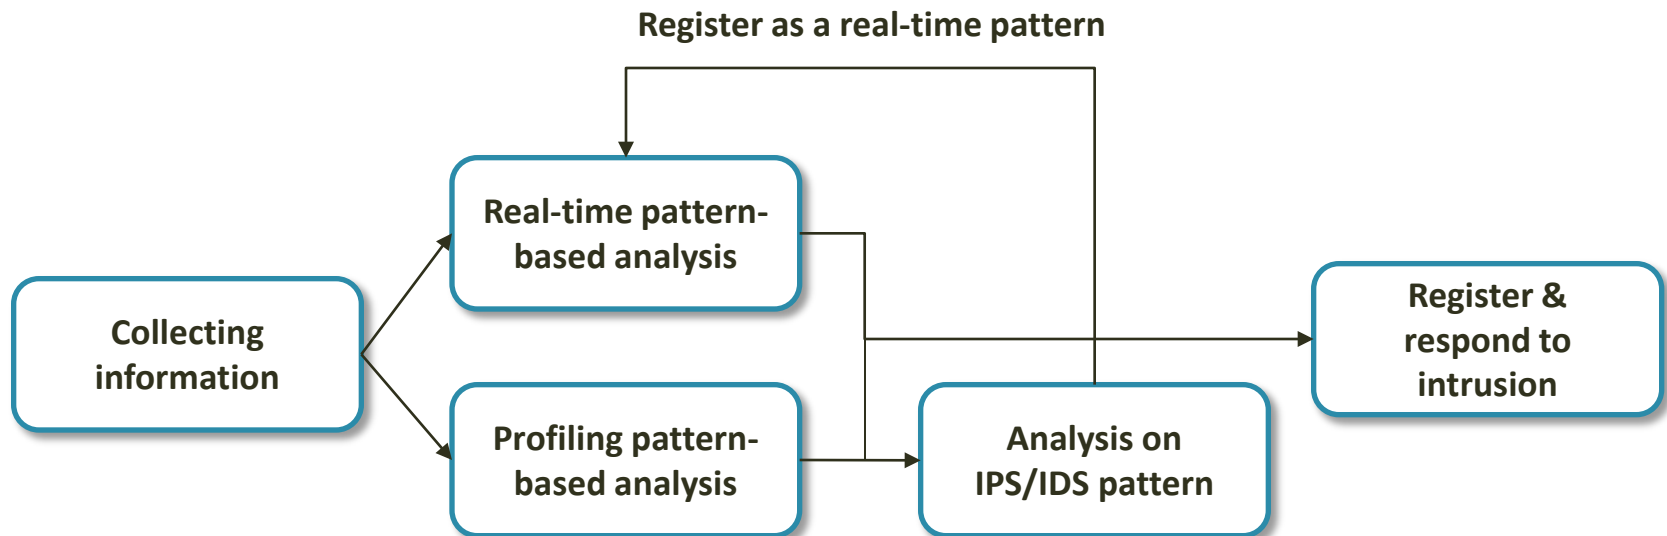 Register as a real-time pattern
Real-time pattern-
based analysis
Collecting
information
Profiling pattern-
based analysis
Analysis on
IPS/IDS pattern
Register &
respond to
intrusion